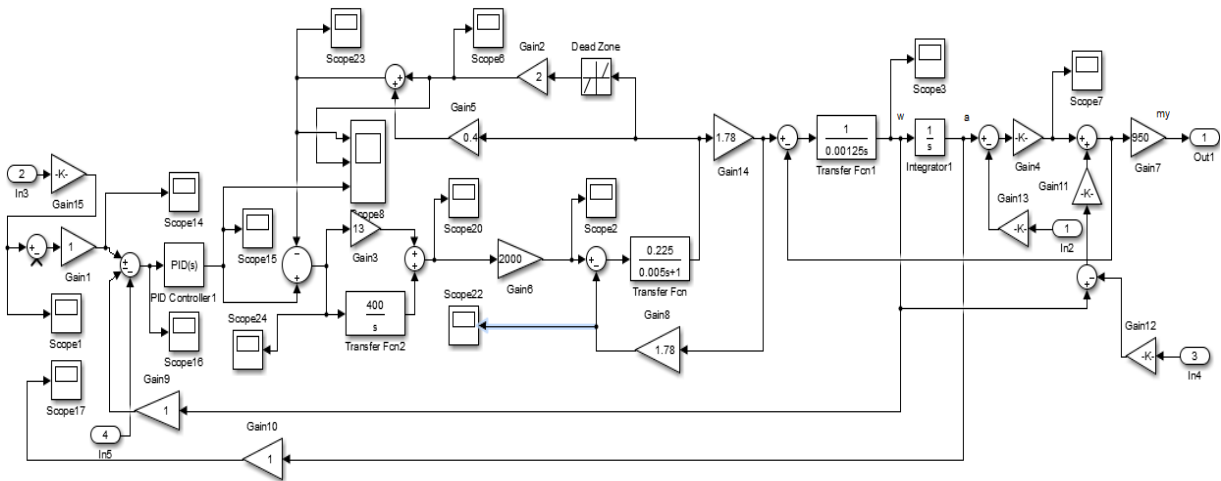 Scope23
Scope6
Gain2
2
Dead Zone
Scope3
Scope7
Gain5
0.4
1.78
Gain14
1
0.00125s
Transfer Fcn1
w
1
s
Integrator1
a
-K-
Gain4
Gain11
-K-
950
Gain7
my
1
Out1
2
In3
-K-
Gain15
Scope14
Scope8
Scope15
13
Gain3
Scope20
Scope2
Gain13
-K-
1
In2
1
Gain1
PID(s)
PID Controller1
2000
Gain6
0.225
0.005s+1
Transfer Fcn
Scope1
Scope16
Scope24
400
s
Transfer Fcn2
Scope22
Gain8
1.78
Gain12
-K-
3
In4
Scope17
Gain9
1
4
In5
Gain10
1